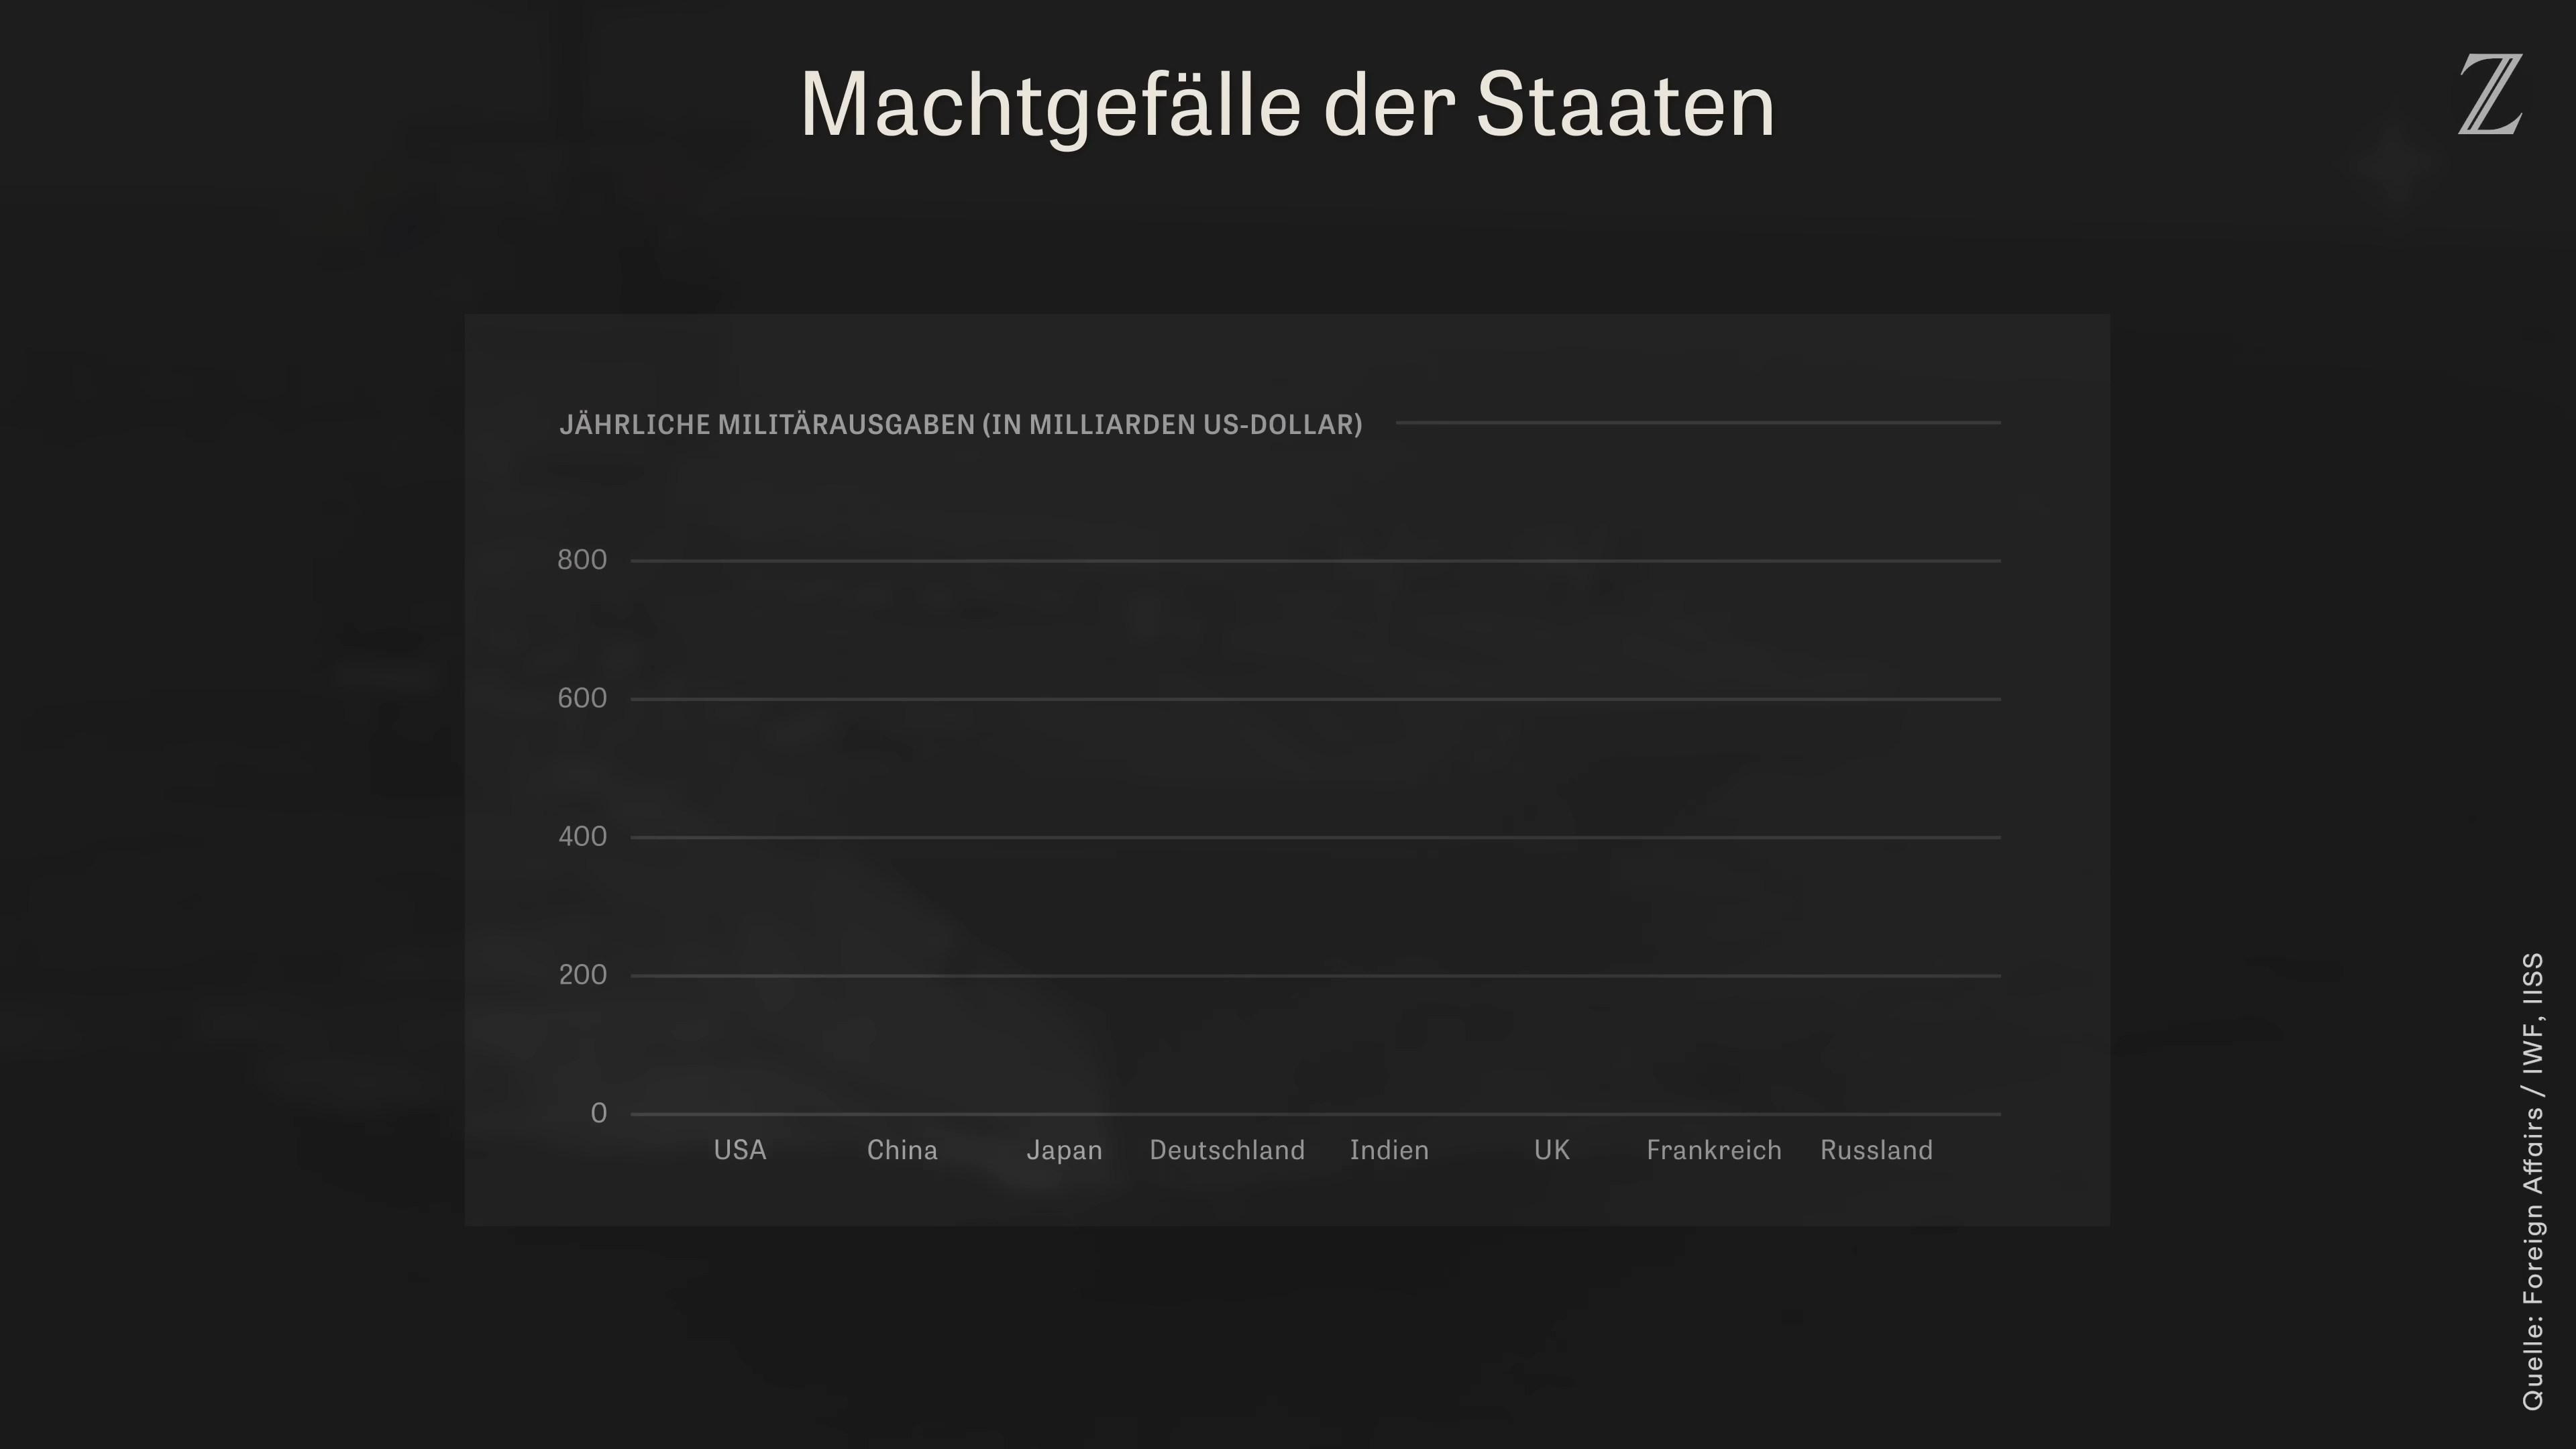 Machtgefälle der Staaten
Z
JÄHRLICHE MILITÄRAUSGABEN (IN MILLIARDEN US-DOLLAR)
800
600
400
200
0
USA China Japan Deutschland Indien UK Frankreich Russland
Quelle: Foreign Affairs / IWF, IISS